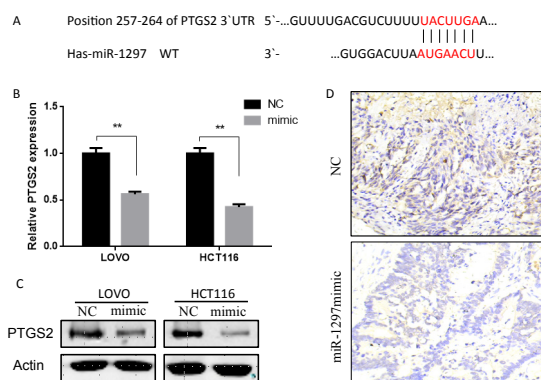 A Position 257-264 of PTGS2 3`UTR 5`-...GUUUUGACGUCUUUUUACUUGAA...
Has-miR-1297 WT 3`- ...GUGGACUUAAUGAACUU...
B
Relative PTGS2 expression
1.5
1.0
0.5
0.0
NC
mimic
**
**
LOVO HCT116
C
LOVO HCT116
NC mimic NC mimic
PTGS2
Actin
D
NC
miR-1297mimic